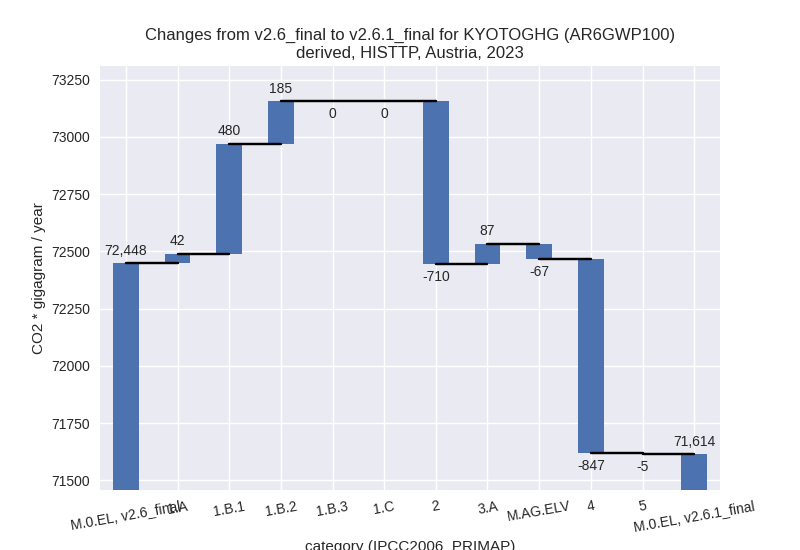 Changes from v2.6_final to v2.6.1_final for KYOTOGHG (AR6GWP100)
derived, HISTTP, Austria, 2023
CO2 * gigagram / year
73250
73000
72750
72500
72250
72000
71750
71500
72,448
42
480
185
0
0
-710
87
-67
-847
-5
71,614
M.0.EL, v2.6_final
1.A
1.B.1
1.B.2
1.B.3
1.C
2
3.A
M.AG.ELV
4
5
M.0.EL, v2.6.1_final
category (IPCC2006_PRIMAP)